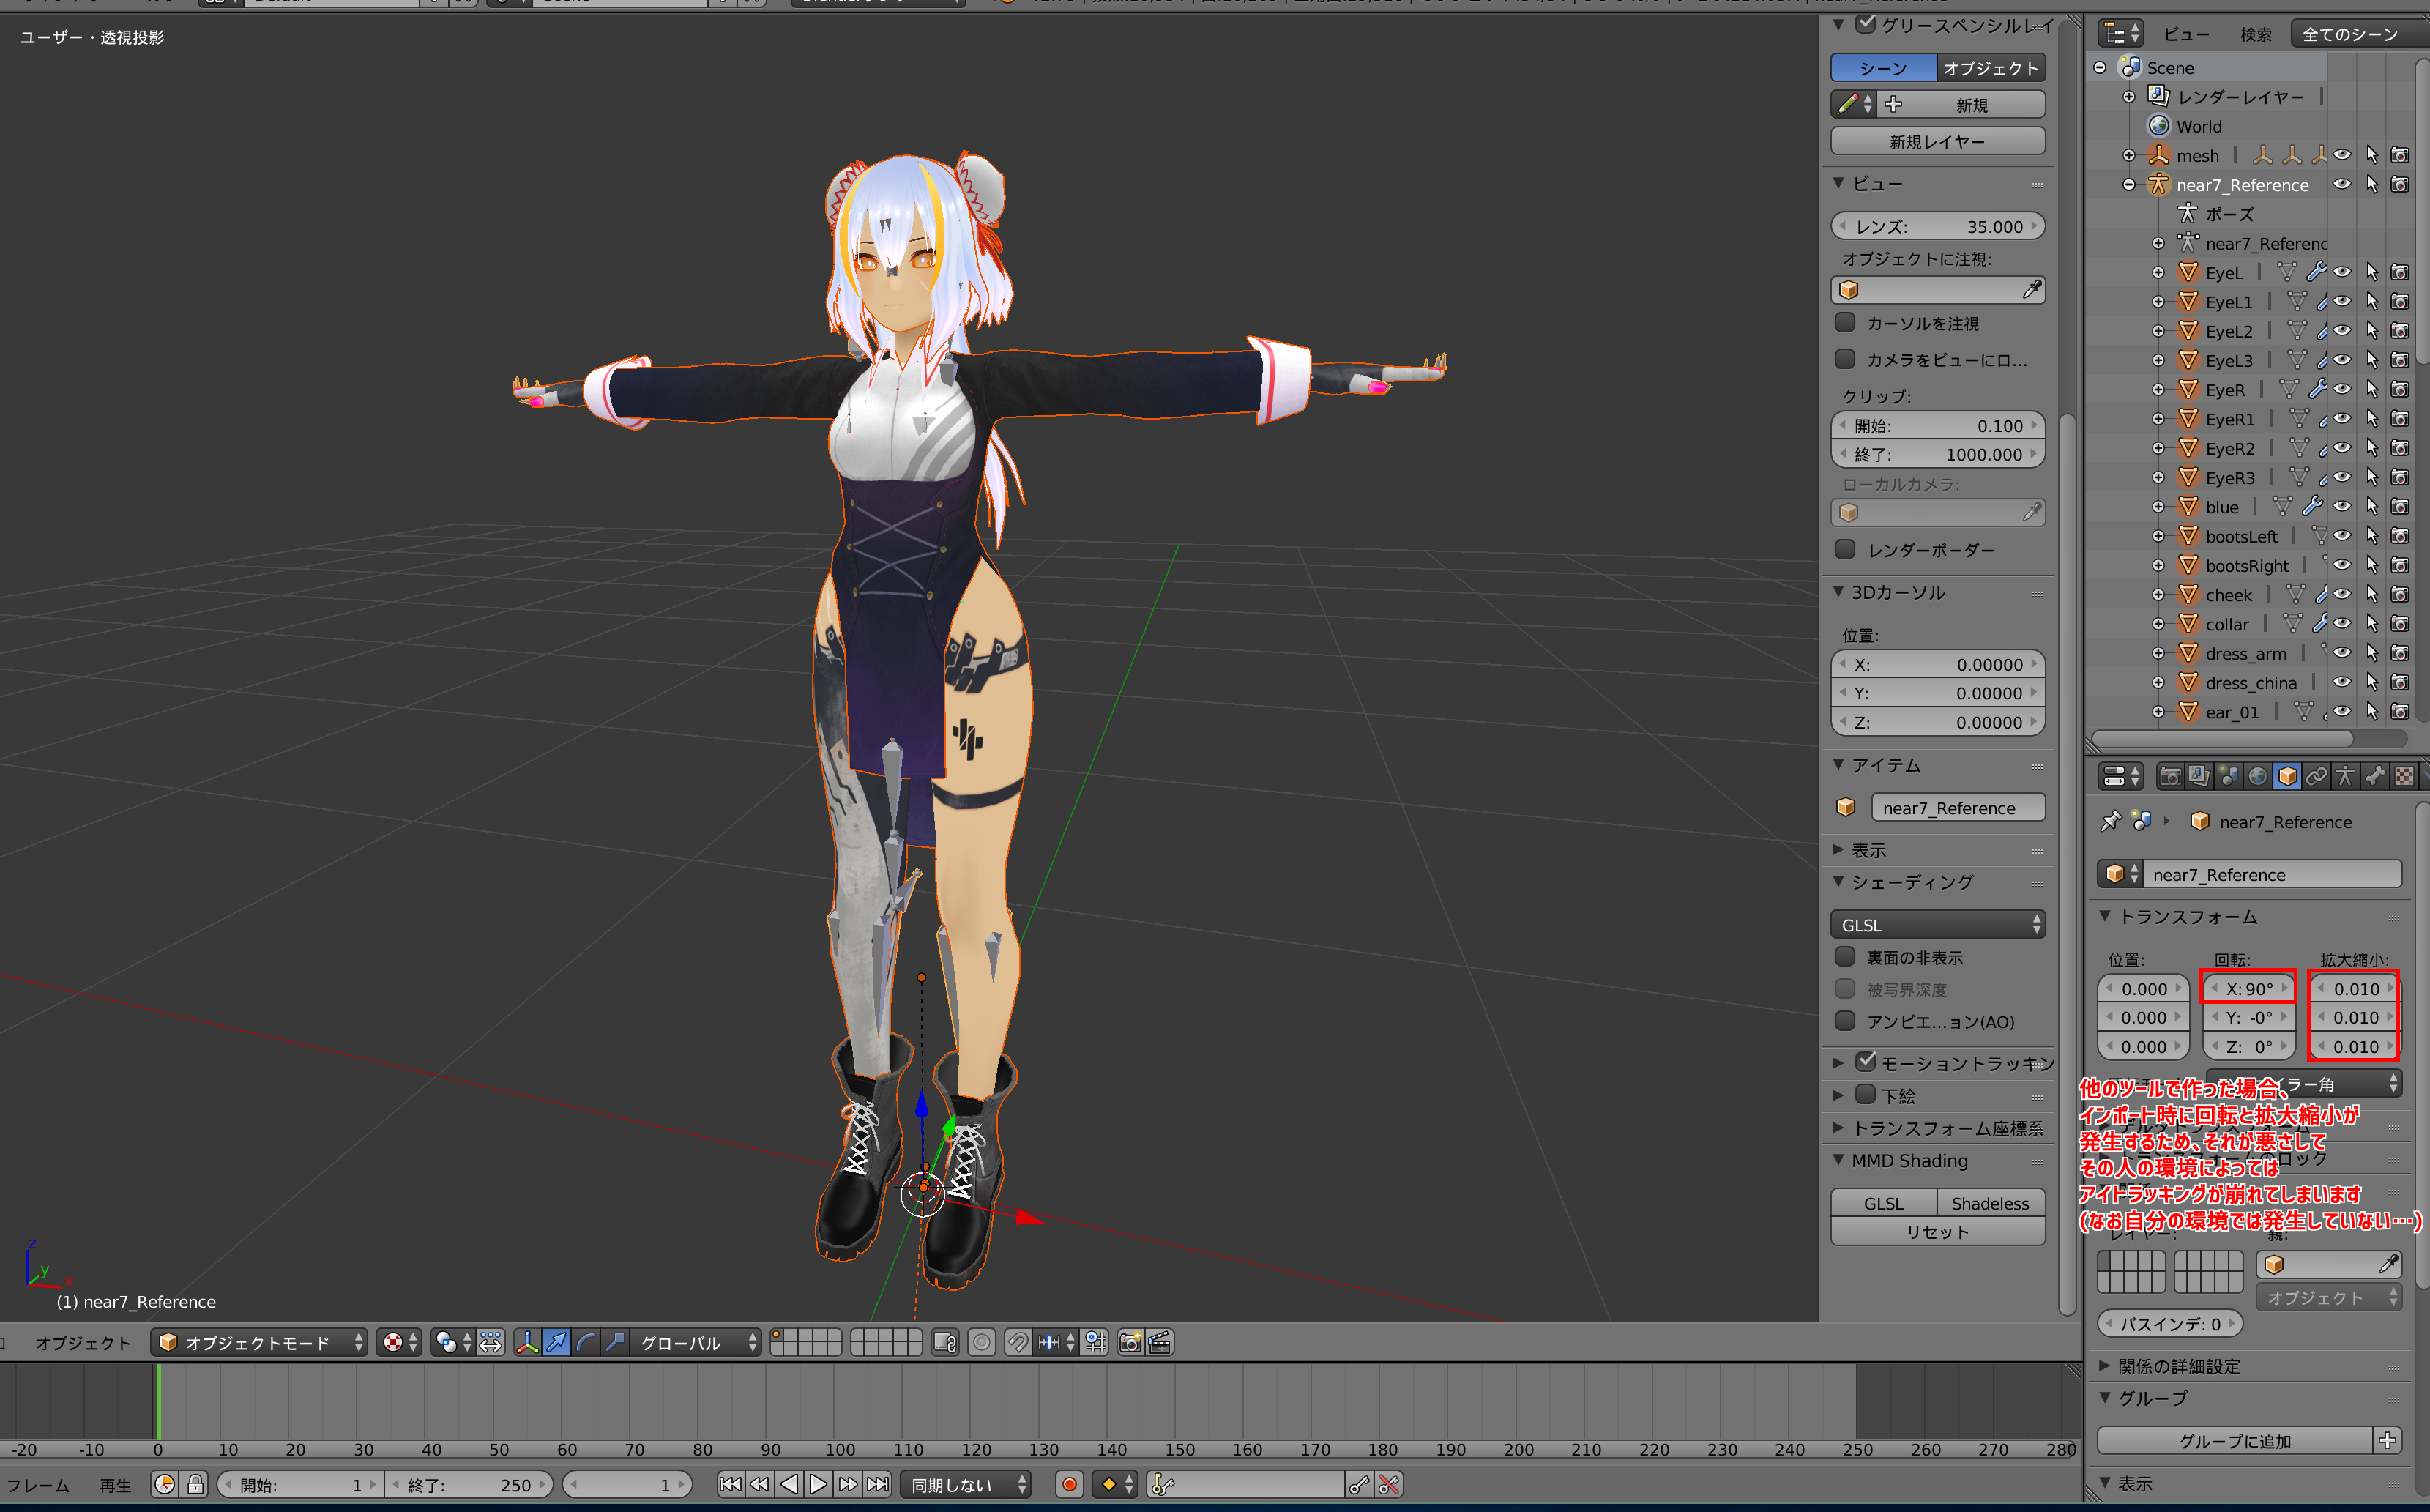 ユーザー・透視投影
(1) near7_Reference
グリースペンシルレイ
シーン オブジェクト
新規
新規レイヤー
ビュー
レンズ: 35.000
オブジェクトに注視:
カーソルを注視
カメラをビューにロ...
クリップ:
開始: 0.100
終了: 1000.000
ローカルカメラ:
レンダーボーダー
3Dカーソル
位置:
X: 0.00000
Y: 0.00000
Z: 0.00000
アイテム
near7_Reference
表示
シェーディング
GLSL
裏面の非表示
被写界深度
アンビエ...ョン(AO)
モーショントラッキン
下絵
トランスフォーム座標系
MMD Shading
GLSL Shadeless
リセット
ビュー 検索 全てのシーン
Scene
レンダーレイヤー
World
mesh
near7_Reference
ポーズ
near7_Referenc
EyeL
EyeL1
EyeL2
EyeL3
EyeR
EyeR1
EyeR2
EyeR3
blue
bootsLeft
bootsRight
cheek
collar
dress_arm
dress_china
ear_01
near7_Reference
near7_Reference
トランスフォーム
位置: 回転: 拡大縮小:
0.000 X: 90° 0.010
0.000 Y: -0° 0.010
0.000 Z: 0° 0.010
イラー角
他のツールで作った場合、
インポート時に回転と拡大縮小が
発生するため、それが悪さして
その人の環境によっては
アイトラッキングが崩れてしまいます
(なお自分の環境では発生していない…)
レイヤー: 親:
オブジェクト
パスインデ: 0
関係の詳細設定
グループ
グループに追加
表示
オブジェクト オブジェクトモード グローバル
-20 -10 0 10 20 30 40 50 60 70 80 90 100 110 120 130 140 150 160 170 180 190 200 210 220 230 240 250 260 270 280
フレーム 再生 開始: 1 終了: 250 1 同期しない